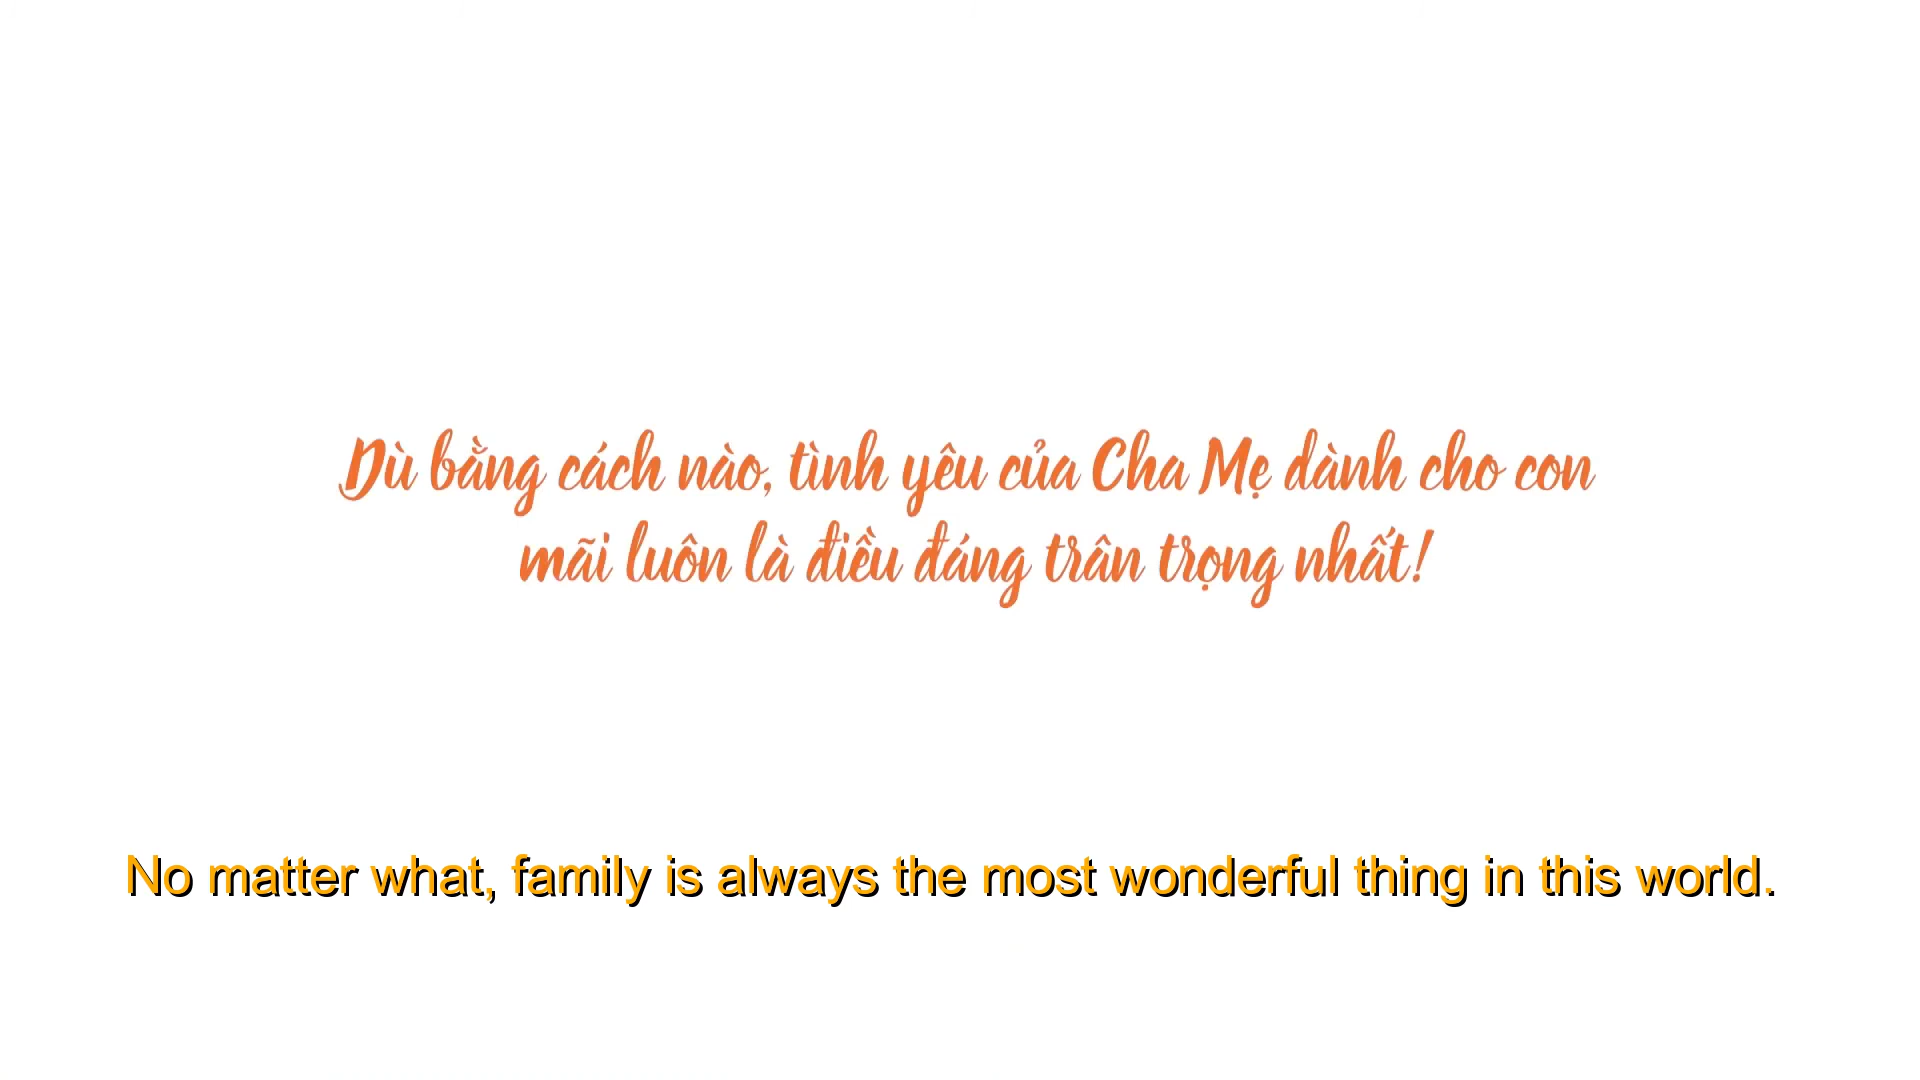 Dù bằng cách nào, tình yêu của Cha Mẹ dành cho con
mãi luôn là điều đáng trân trọng nhất!
No matter what, family is always the most wonderful thing in this world.